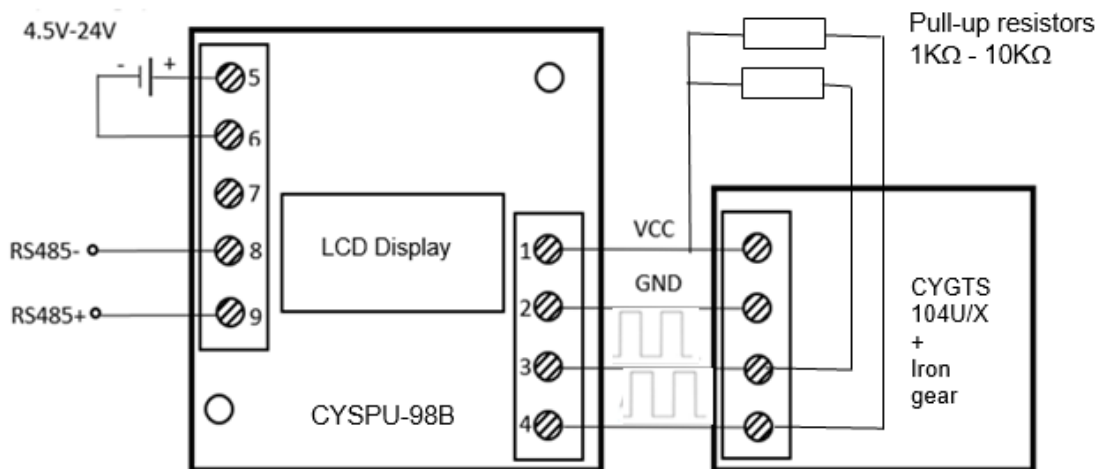 4.5V-24V
- +
5
6
7
RS485- 8
RS485+ 9
LCD Display
CYSPU-98B
1
2
3
4
VCC
GND
Pull-up resistors
1KΩ - 10KΩ
CYGTS
104U/X
+
Iron
gear